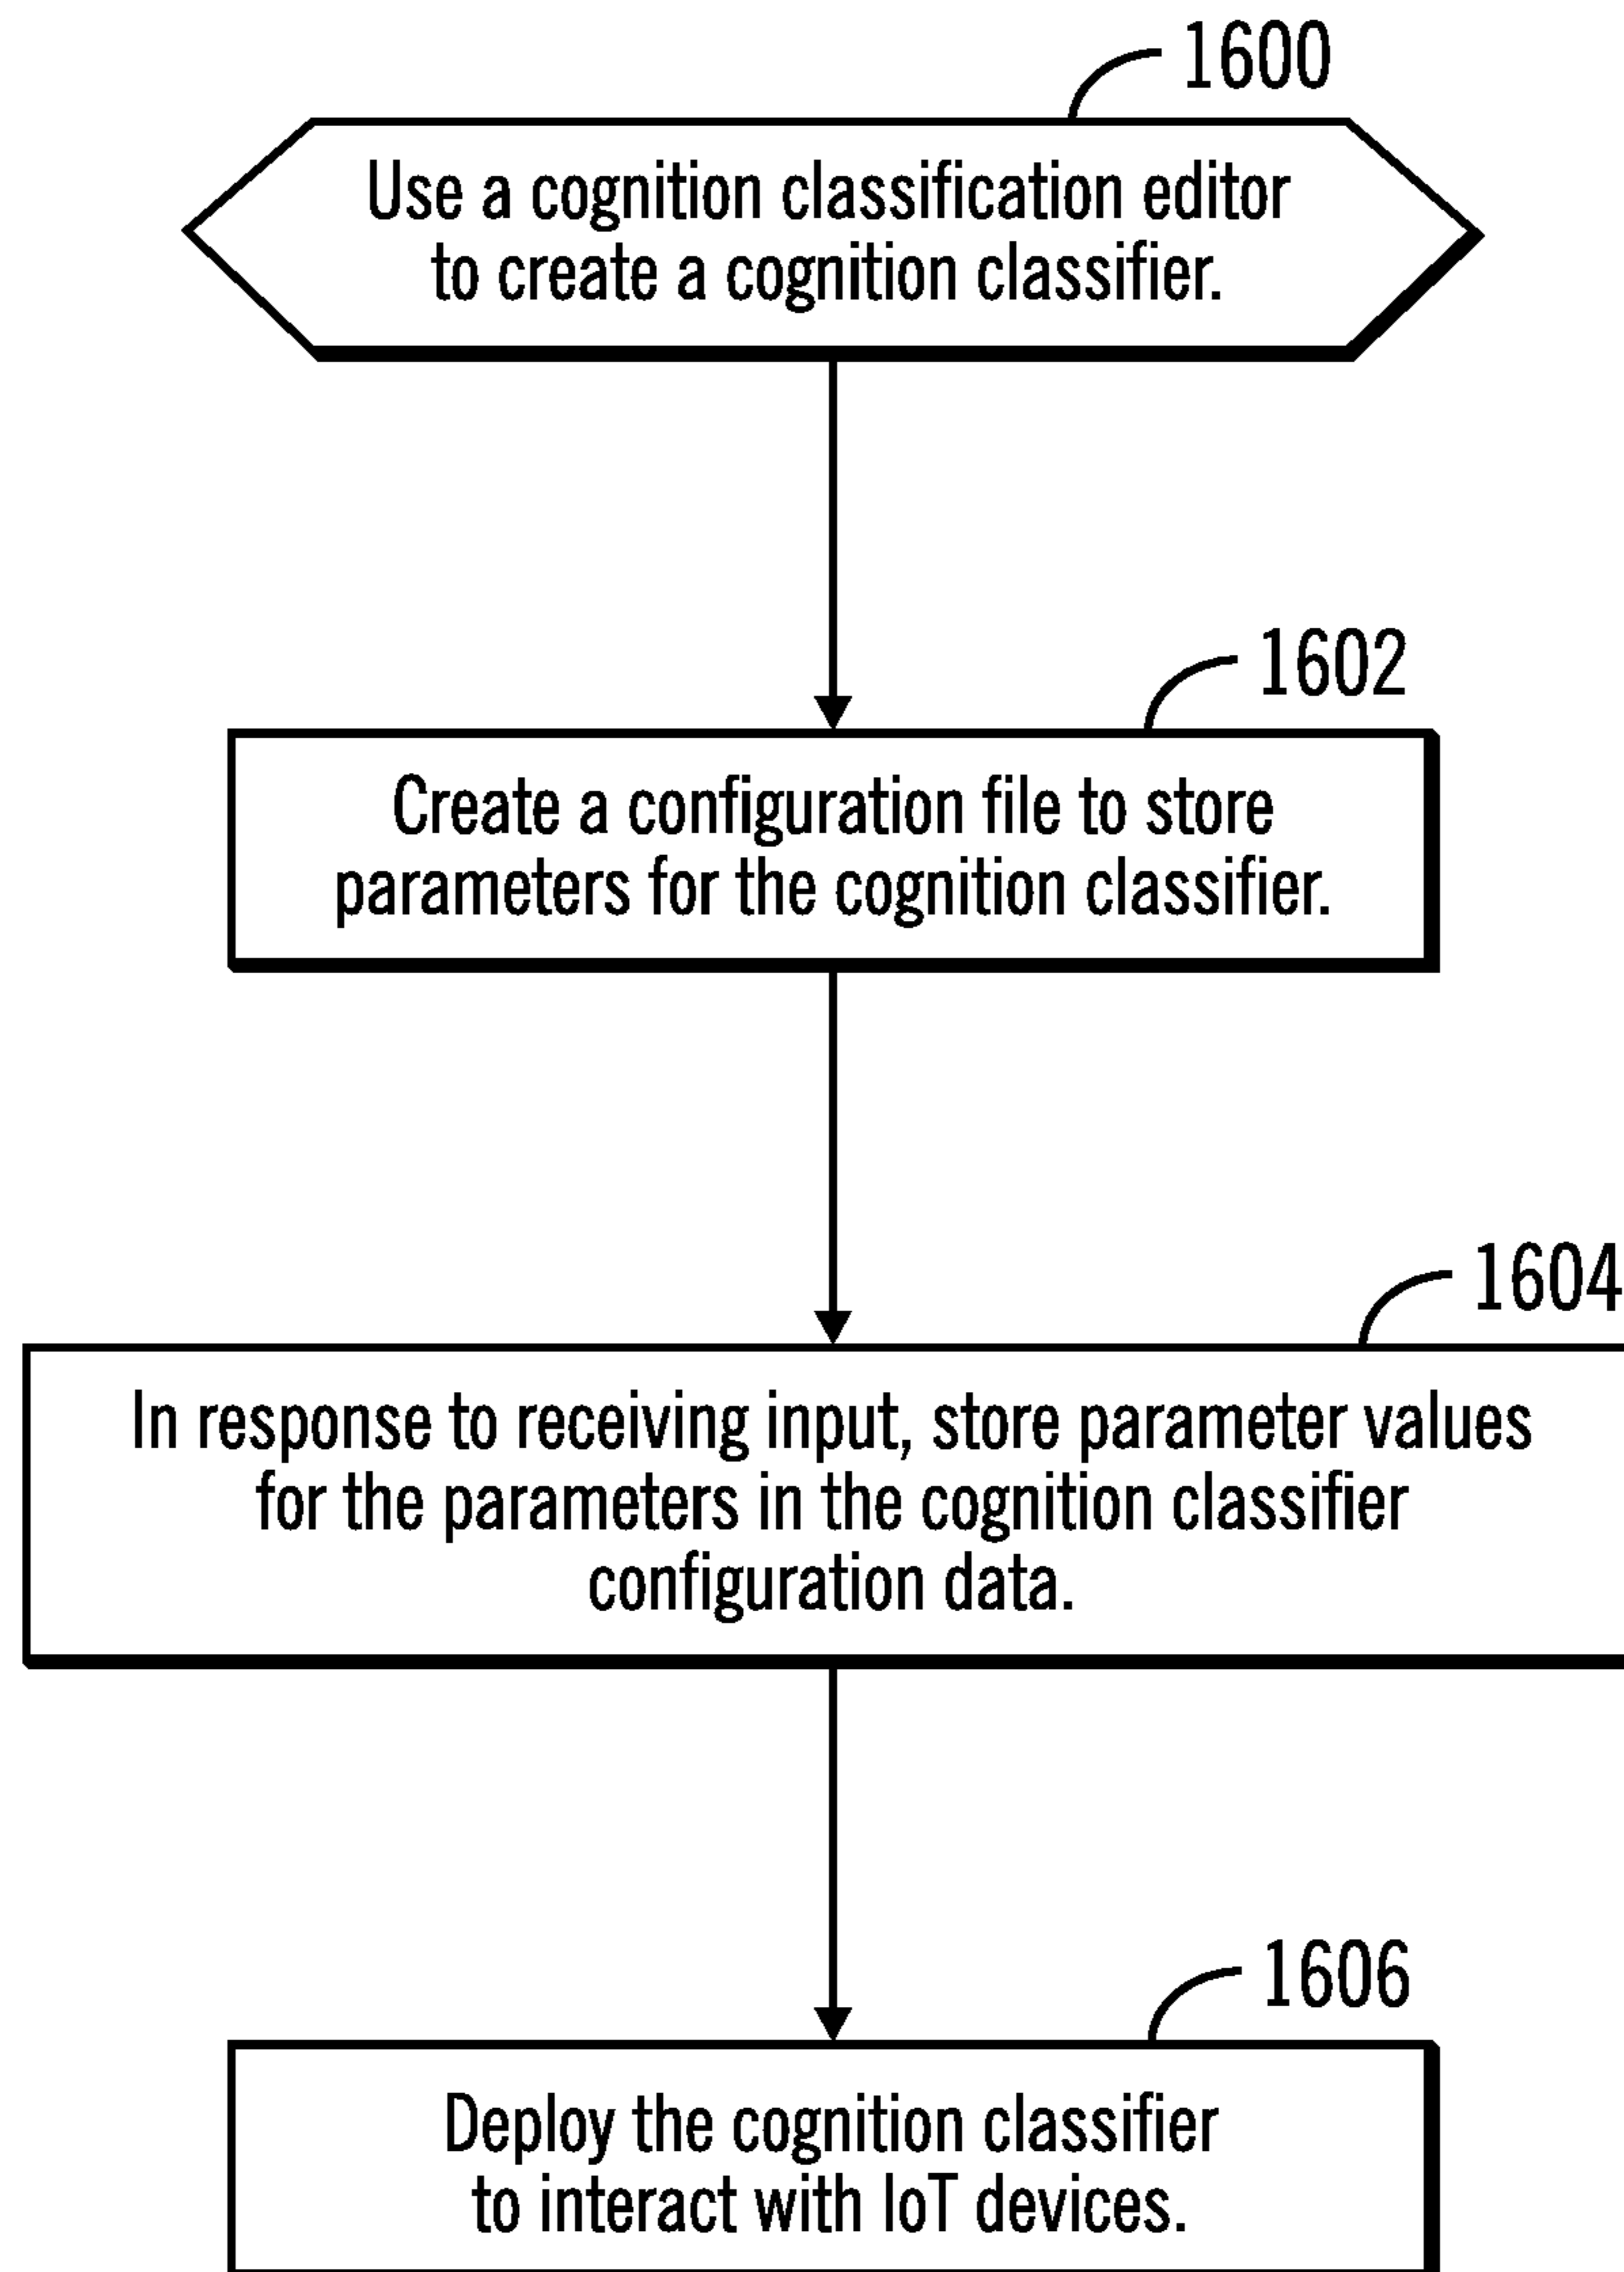 1600
Use a cognition classification editor
to create a cognition classifier.
1602
Create a configuration file to store
parameters for the cognition classifier.
1604
In response to receiving input, store parameter values
for the parameters in the cognition classifier
configuration data.
1606
Deploy the cognition classifier
to interact with IoT devices.